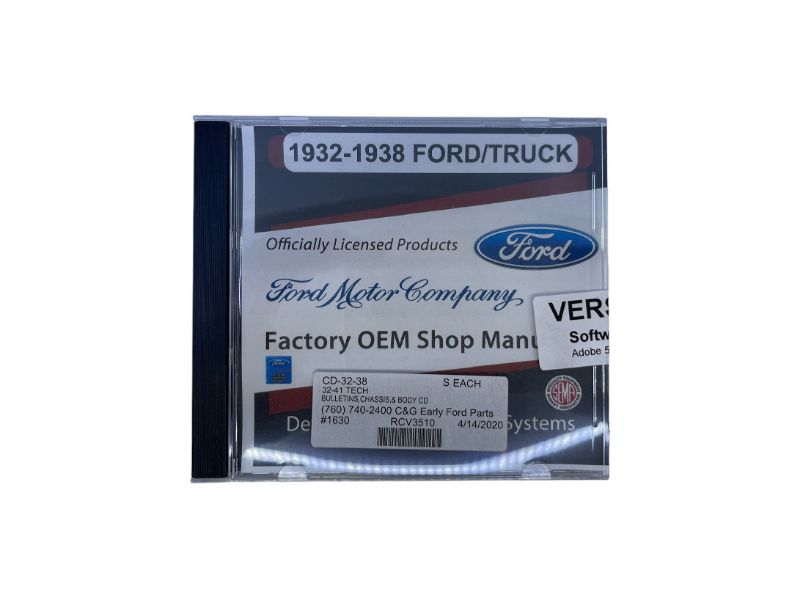 1932-1938 FORD/TRUCK
Officially Licensed Products
Ford
Ford Motor Company
VERS
Softw
Adobe 5
Factory OEM Shop Manu
Ford
CD-32-38 S EACH
32-41 TECH
BULLETINS,CHASSIS,& BODY CD
(760) 740-2400 C&G Early Ford Parts
#1630 RCV3510 4/14/2020
SEMA
De Systems